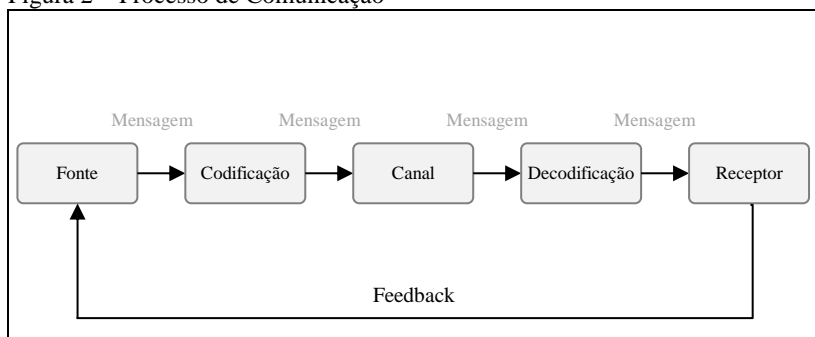 Figura 2 – Processo de Comunicação
Mensagem Mensagem Mensagem Mensagem
Fonte Codificação Canal Decodificação Receptor
Feedback